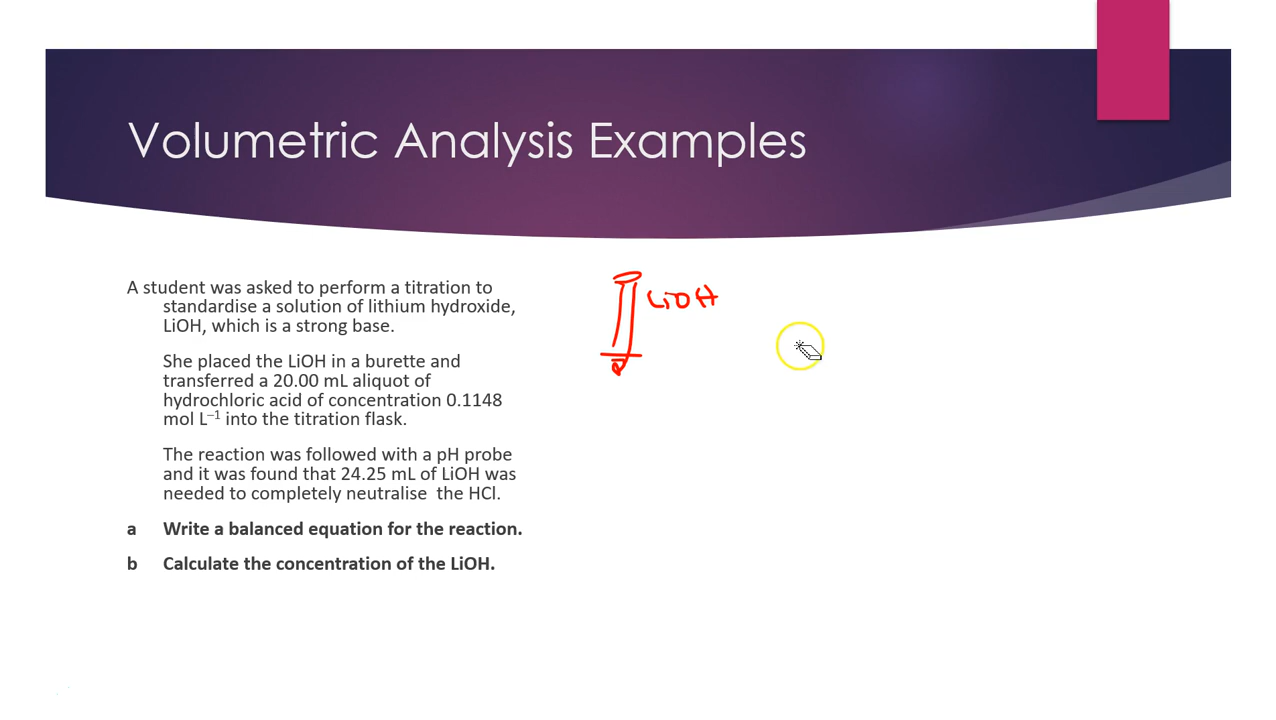 Volumetric Analysis Examples
A student was asked to perform a titration to
standardise a solution of lithium hydroxide,
LiOH, which is a strong base.
She placed the LiOH in a burette and
transferred a 20.00 mL aliquot of
hydrochloric acid of concentration 0.1148
mol L⁻¹ into the titration flask.
The reaction was followed with a pH probe
and it was found that 24.25 mL of LiOH was
needed to completely neutralise the HCl.
a Write a balanced equation for the reaction.
b Calculate the concentration of the LiOH.
LiOH